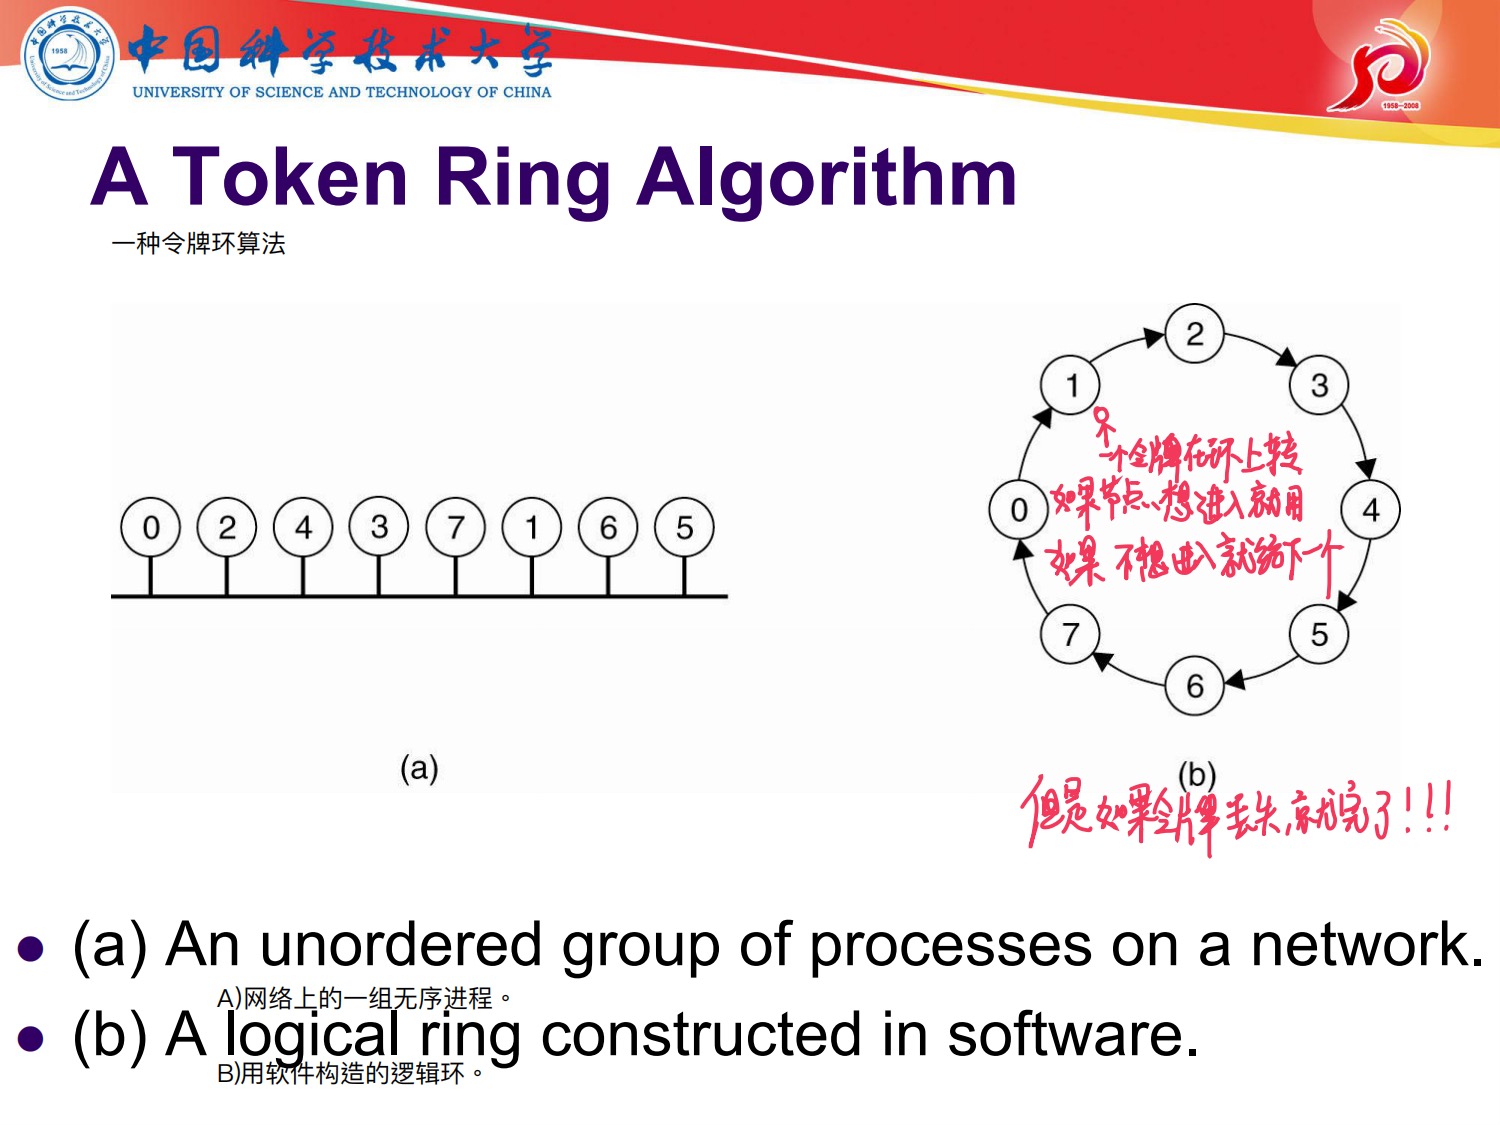 中国科学技术大学
1958
UNIVERSITY OF SCIENCE AND TECHNOLOGY OF CHINA
1958-2008
A Token Ring Algorithm
一种令牌环算法
0 2 4 3 7 1 6 5
(a)
2
1 3
一个令牌在环上转
0 如果节点想进入就用 4
如果不想进入就给下一个
7 5
6
(b)
但是如果令牌丢失,就完了!!!
(a) An unordered group of processes on a network.
A)网络上的一组无序进程。
(b) A logical ring constructed in software.
B)用软件构造的逻辑环。